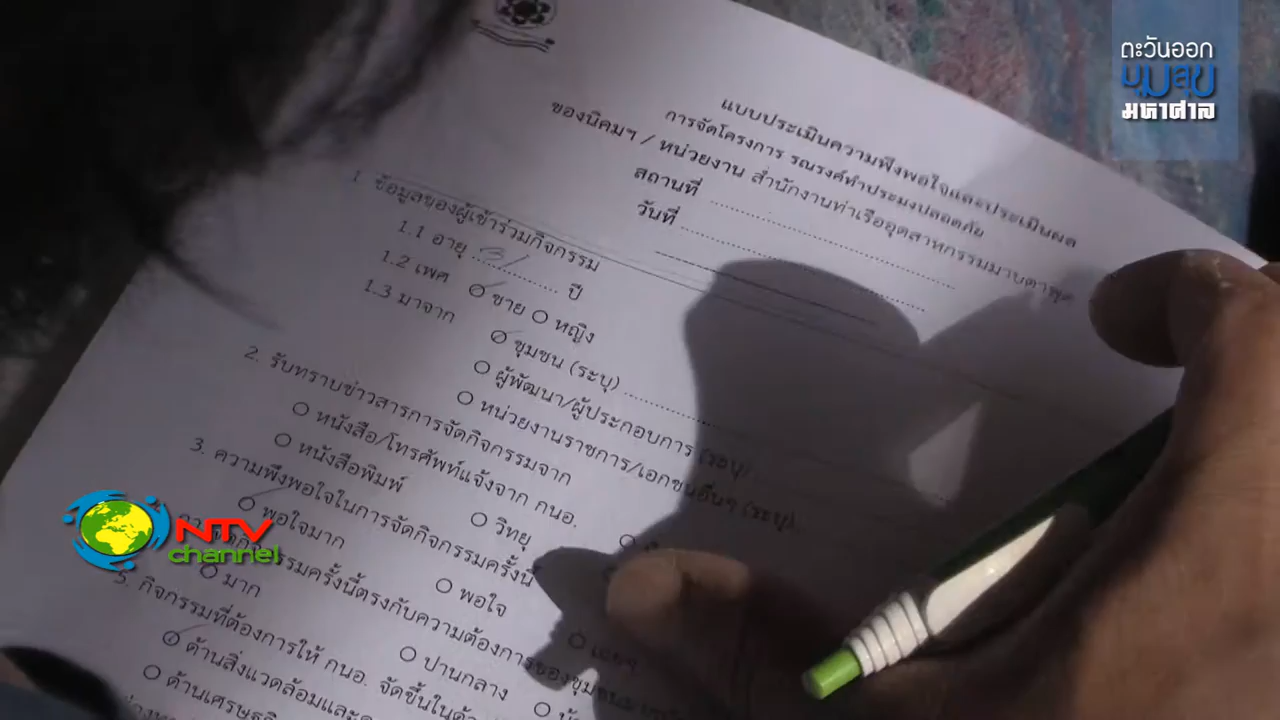 ตะวันออก
มุมสุข
มหาศาล
แบบประเมินความพึงพอใจและประเมินผล
การจัดโครงการ รณรงค์ทำประมงปลอดภัย
ของนิคมฯ / หน่วยงาน สำนักงานท่าเรืออุตสาหกรรมมาบตาพุด
สถานที่
วันที่
1. ข้อมูลของผู้เข้าร่วมกิจกรรม
1.1 อายุ 31 ปี
1.2 เพศ ชาย หญิง
1.3 มาจาก ชุมชน (ระบุ)
ผู้พัฒนา/ผู้ประกอบการ (ระบุ)
หน่วยงานราชการ/เอกชนอื่นๆ (ระบุ)
2. รับทราบข่าวสารการจัดกิจกรรมจาก
หนังสือ/โทรศัพท์แจ้งจาก กนอ.
หนังสือพิมพ์ วิทยุ
3. ความพึงพอใจในการจัดกิจกรรมครั้งนี้
พอใจมาก พอใจ เฉยๆ
กิจกรรมครั้งนี้ตรงกับความต้องการของชุมชน
มาก ปานกลาง
5. กิจกรรมที่ต้องการให้ กนอ. จัดขึ้นในด้าน
ด้านสิ่งแวดล้อมและ
ด้านเศรษฐกิจ
NTV
channel